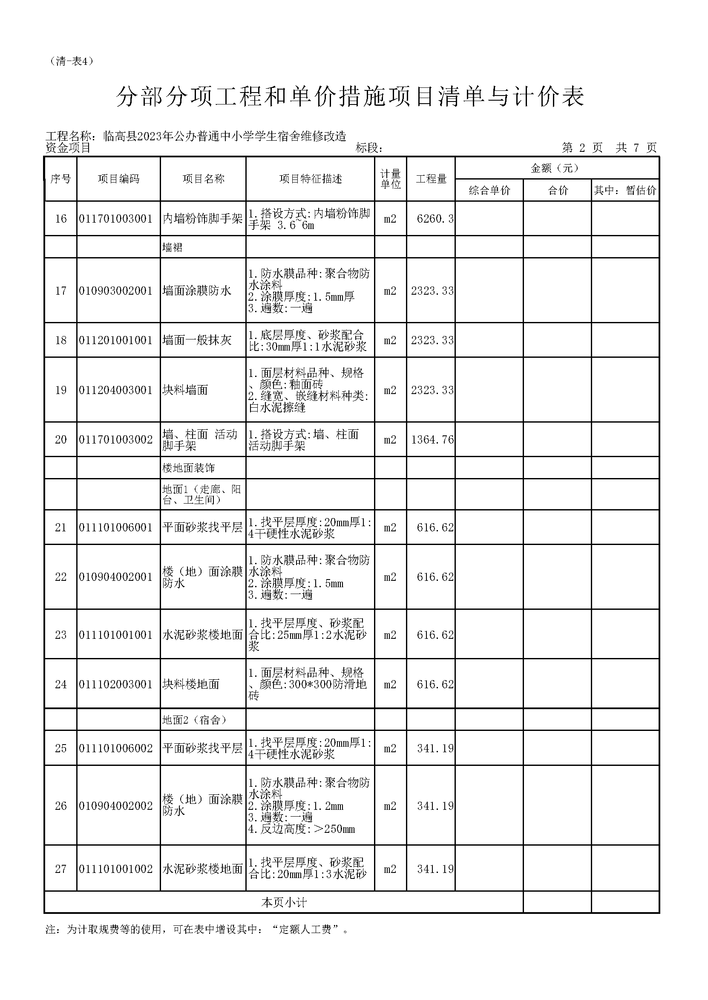 （清-表4）
分部分项工程和单价措施项目清单与计价表
工程名称：临高县2023年公办普通中小学学生宿舍维修改造
资金项目 标段： 第 2 页 共 7 页
序号 项目编码 项目名称 项目特征描述 计量 工程量 金额（元）
单位 综合单价 合价 其中：暂估价
16 011701003001 内墙粉饰脚手架 1.搭设方式:内墙粉饰脚 m2 6260.3
手架 3.6~6m
墙裙
1.防水膜品种:聚合物防
水涂料
17 010903002001 墙面涂膜防水 2.涂膜厚度:1.5mm厚 m2 2323.33
3.遍数:一遍
18 011201001001 墙面一般抹灰 1.底层厚度、砂浆配合 m2 2323.33
比:30mm厚1:1水泥砂浆
1.面层材料品种、规格
19 011204003001 块料墙面 、颜色:釉面砖 m2 2323.33
2.缝宽、嵌缝材料种类:
白水泥擦缝
20 011701003002 墙、柱面 活动 1.搭设方式:墙、柱面 m2 1364.76
脚手架 活动脚手架
楼地面装饰
地面1（走廊、阳
台、卫生间）
21 011101006001 平面砂浆找平层 1.找平层厚度:20mm厚1: m2 616.62
4干硬性水泥砂浆
1.防水膜品种:聚合物防
22 010904002001 楼（地）面涂膜 水涂料 m2 616.62
防水 2.涂膜厚度:1.5mm
3.遍数:一遍
1.找平层厚度、砂浆配
23 011101001001 水泥砂浆楼地面 合比:25mm厚1:2水泥砂 m2 616.62
浆
1.面层材料品种、规格
24 011102003001 块料楼地面 、颜色:300*300防滑地 m2 616.62
砖
地面2（宿舍）
25 011101006002 平面砂浆找平层 1.找平层厚度:20mm厚1: m2 341.19
4干硬性水泥砂浆
1.防水膜品种:聚合物防
楼（地）面涂膜 水涂料
26 010904002002 防水 2.涂膜厚度:1.2mm m2 341.19
3.遍数:一遍
4.反边高度:＞250mm
27 011101001002 水泥砂浆楼地面 1.找平层厚度、砂浆配 m2 341.19
合比:20mm厚1:3水泥砂
本页小计
注：为计取规费等的使用，可在表中增设其中：“定额人工费”。